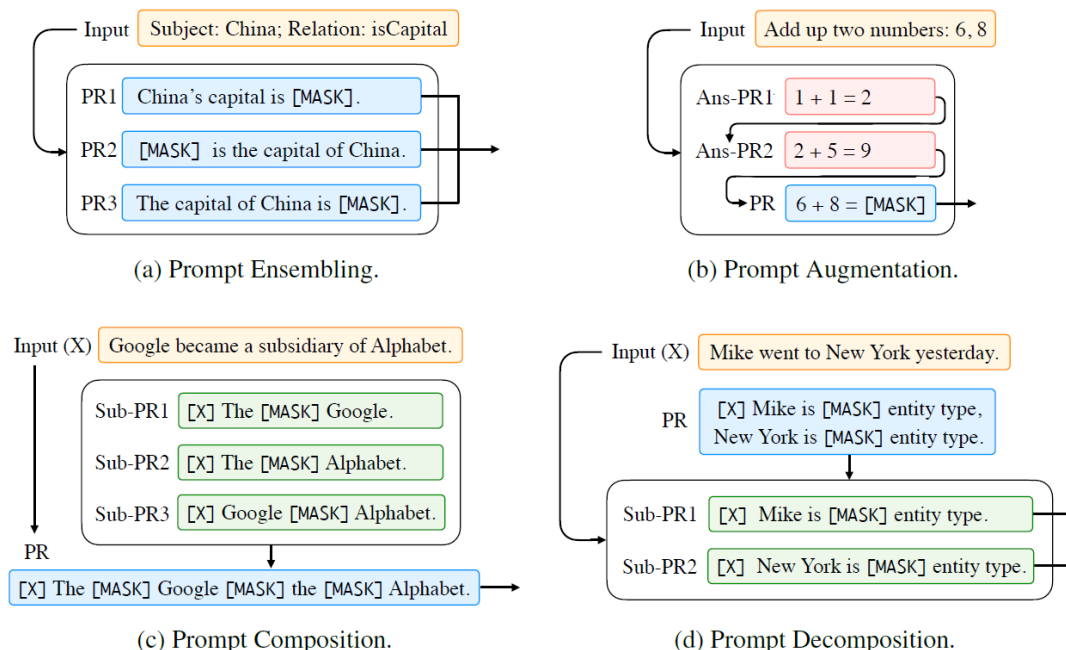 Input Subject: China; Relation: isCapital
PR1 China's capital is [MASK].
PR2 [MASK] is the capital of China.
PR3 The capital of China is [MASK].
(a) Prompt Ensembling.
Input Add up two numbers: 6, 8
Ans-PR1 1 + 1 = 2
Ans-PR2 2 + 5 = 9
PR 6 + 8 = [MASK]
(b) Prompt Augmentation.
Input (X) Google became a subsidiary of Alphabet.
Sub-PR1 [X] The [MASK] Google.
Sub-PR2 [X] The [MASK] Alphabet.
Sub-PR3 [X] Google [MASK] Alphabet.
PR
[X] The [MASK] Google [MASK] the [MASK] Alphabet.
(c) Prompt Composition.
Input (X) Mike went to New York yesterday.
PR [X] Mike is [MASK] entity type,
New York is [MASK] entity type.
Sub-PR1 [X] Mike is [MASK] entity type.
Sub-PR2 [X] New York is [MASK] entity type.
(d) Prompt Decomposition.